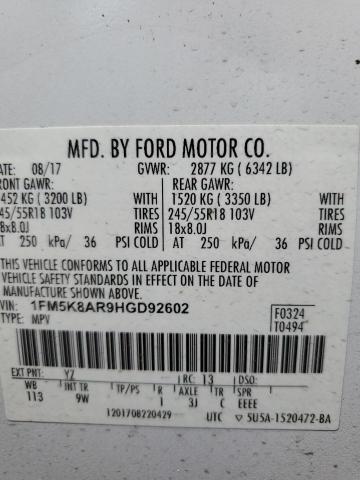 MFD. BY FORD MOTOR CO.
DATE: 08/17 GVWR: 2877 KG ( 6342 LB)
FRONT GAWR: REAR GAWR:
1452 KG ( 3200 LB) WITH 1520 KG ( 3350 LB) WITH
245/55R18 103V TIRES 245/55R18 103V TIRES
18x8.0J RIMS 18x8.0J RIMS
AT 250 kPa/ 36 PSI COLD AT 250 kPa/ 36 PSI COLD
THIS VEHICLE CONFORMS TO ALL APPLICABLE FEDERAL MOTOR
VEHICLE SAFETY STANDARDS IN EFFECT ON THE DATE OF
MANUFACTURE SHOWN ABOVE.
VIN: 1FM5K8AR9HGD92602 F0324
TYPE: MPV T0494
EXT PNT: YZ RC: 13 DSO:
WB INT TR TP/PS R AXLE TR SPR
113 9W 1 3J C EEEE
1201708220429 UTC 5U5A-1520472-BA